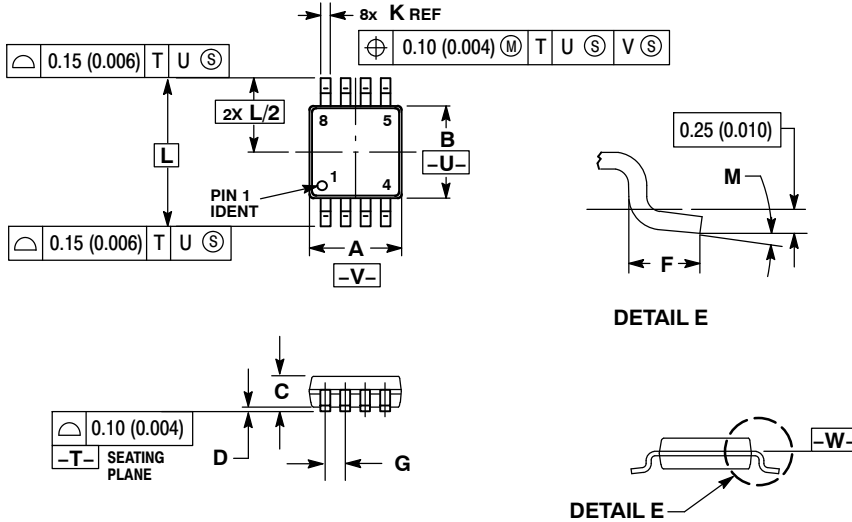 8x K REF
⌖ 0.10 (0.004) Ⓜ T U Ⓢ V Ⓢ
⌓ 0.15 (0.006) T U Ⓢ
2X L/2
8 5
B
-U-
L
1 4
PIN 1
IDENT
⌓ 0.15 (0.006) T U Ⓢ
A
-V-
0.25 (0.010)
M
F
DETAIL E
C
⌓ 0.10 (0.004)
-T- SEATING
PLANE
D
G
-W-
DETAIL E